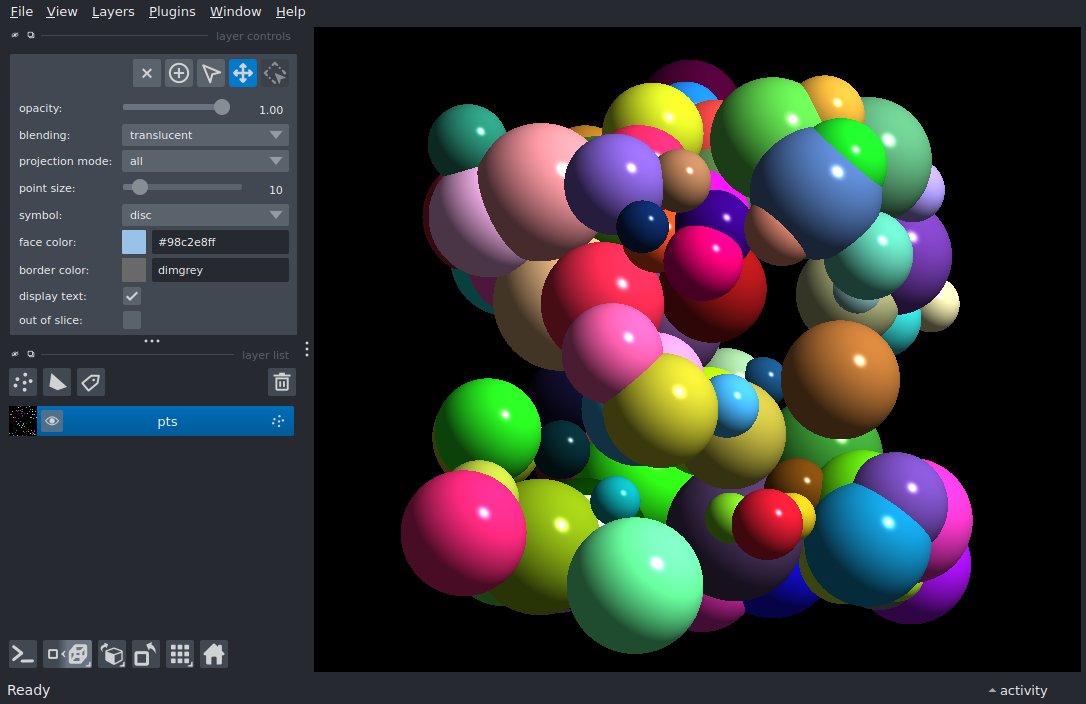 File View Layers Plugins Window Help
layer controls
opacity: 1.00
blending: translucent
projection mode: all
point size: 10
symbol: disc
face color: #98c2e8ff
border color: dimgrey
display text:
out of slice:
layer list
pts
Ready activity